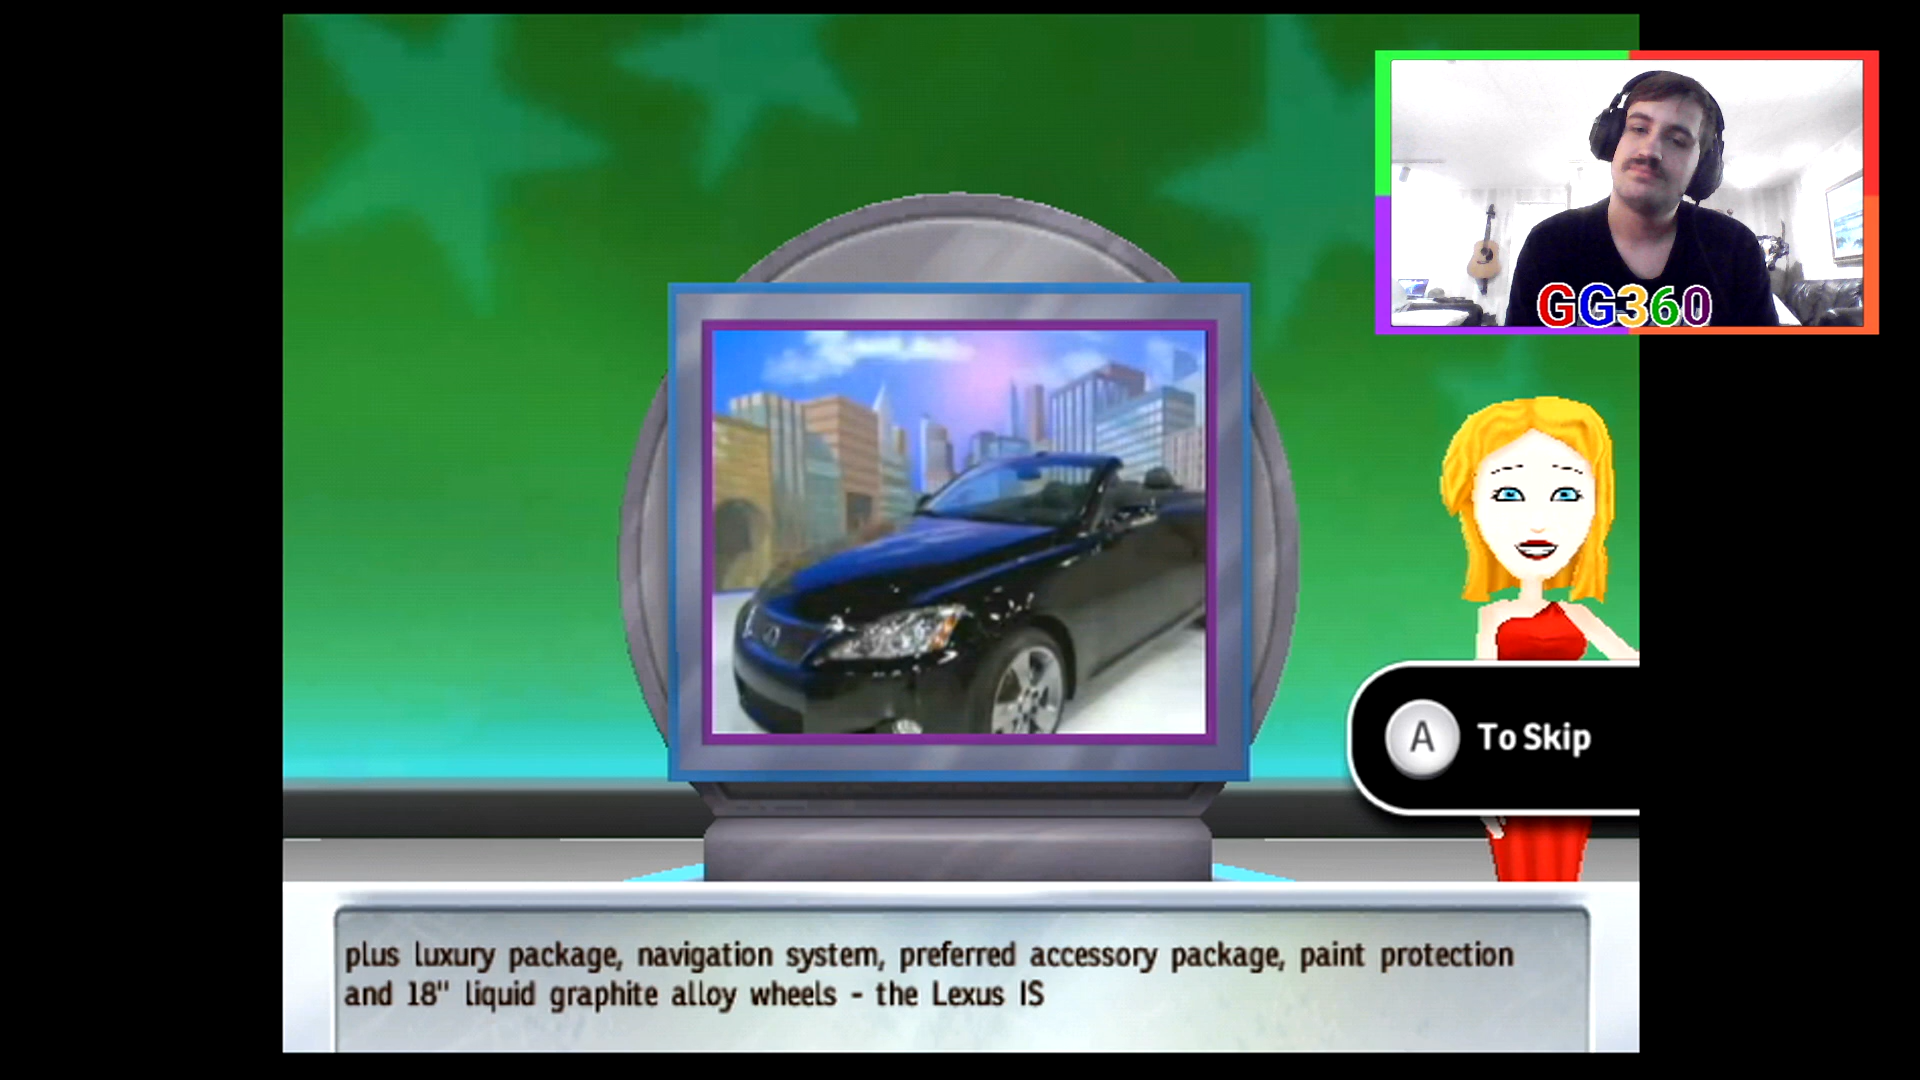 GG360
A To Skip
plus luxury package, navigation system, preferred accessory package, paint protection
and 18" liquid graphite alloy wheels - the Lexus IS